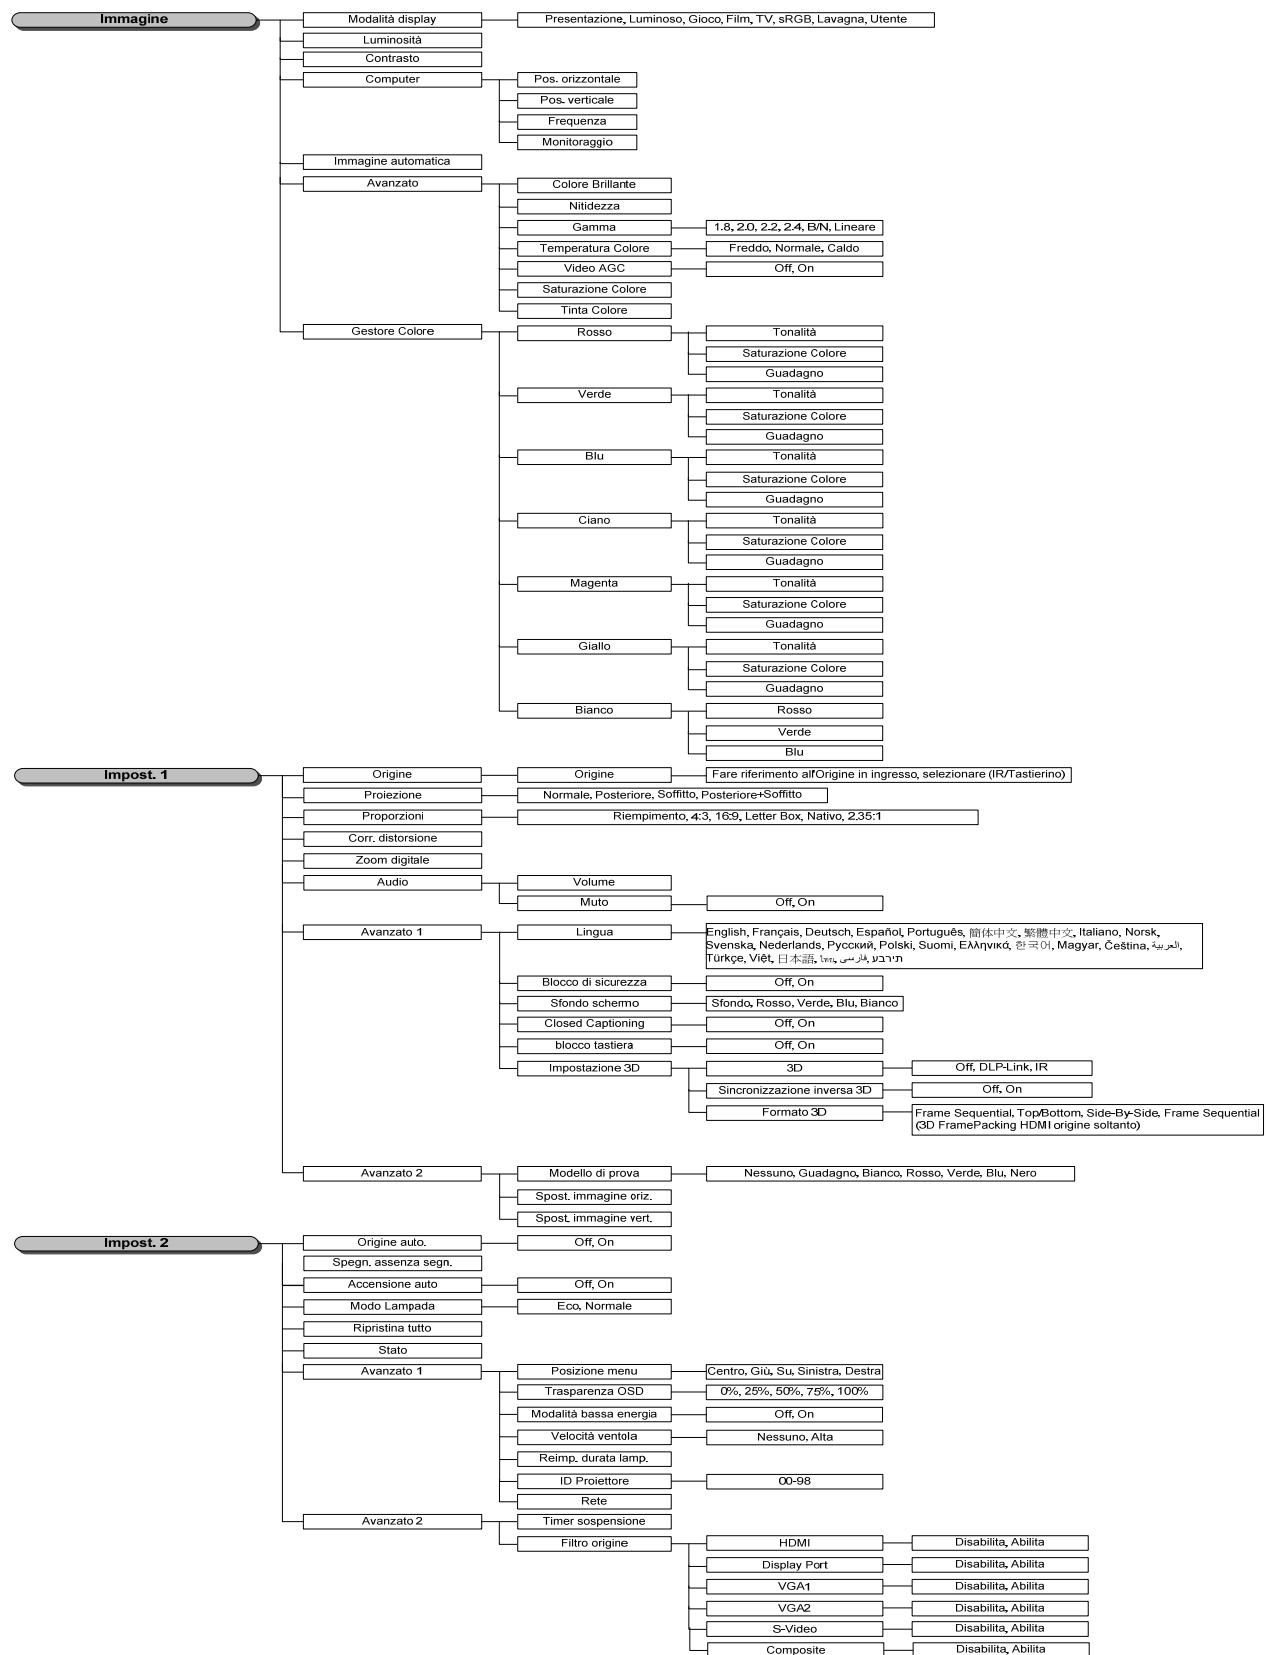 Immagine
Modalità display
Presentazione, Luminoso, Gioco, Film, TV, sRGB, Lavagna, Utente
Luminosità
Contrasto
Computer
Pos. orizzontale
Pos. verticale
Frequenza
Monitoraggio
Immagine automatica
Avanzato
Colore Brillante
Nitidezza
Gamma
1.8, 2.0, 2.2, 2.4, B/N, Lineare
Temperatura Colore
Freddo, Normale, Caldo
Video AGC
Off, On
Saturazione Colore
Tinta Colore
Gestore Colore
Rosso
Tonalità
Saturazione Colore
Guadagno
Verde
Tonalità
Saturazione Colore
Guadagno
Blu
Tonalità
Saturazione Colore
Guadagno
Ciano
Tonalità
Saturazione Colore
Guadagno
Magenta
Tonalità
Saturazione Colore
Guadagno
Giallo
Tonalità
Saturazione Colore
Guadagno
Bianco
Rosso
Verde
Blu
Impost. 1
Origine
Origine
Fare riferimento all'Origine in ingresso, selezionare (IR/Tastierino)
Proiezione
Normale, Posteriore, Soffitto, Posteriore+Soffitto
Proporzioni
Riempimento, 4:3, 16:9, Letter Box, Nativo, 2.35:1
Corr. distorsione
Zoom digitale
Audio
Volume
Muto
Off, On
Avanzato 1
Lingua
English, Français, Deutsch, Español, Português, 簡体中文, 繁體中文, Italiano, Norsk,
Svenska, Nederlands, Русский, Polski, Suomi, Ελληνικά, 한국어, Magyar, Čeština, العربية,
Türkçe, Việt, 日本語, ไทย, فارسی, תירבע
Blocco di sicurezza
Off, On
Sfondo schermo
Sfondo, Rosso, Verde, Blu, Bianco
Closed Captioning
Off, On
blocco tastiera
Off, On
Impostazione 3D
3D
Off, DLP-Link, IR
Sincronizzazione inversa 3D
Off, On
Formato 3D
Frame Sequential, Top/Bottom, Side-By-Side, Frame Sequential
(3D FramePacking HDMI origine soltanto)
Avanzato 2
Modello di prova
Nessuno, Guadagno, Bianco, Rosso, Verde, Blu, Nero
Spost. immagine oriz.
Spost. immagine vert.
Impost. 2
Origine auto.
Off, On
Spegn. assenza segn.
Accensione auto
Off, On
Modo Lampada
Eco, Normale
Ripristina tutto
Stato
Avanzato 1
Posizione menu
Centro, Giù, Su, Sinistra, Destra
Trasparenza OSD
0%, 25%, 50%, 75%, 100%
Modalità bassa energia
Off, On
Velocità ventola
Nessuno, Alta
Reimp. durata lamp.
ID Proiettore
00-98
Rete
Avanzato 2
Timer sospensione
Filtro origine
HDMI
Disabilita, Abilita
Display Port
Disabilita, Abilita
VGA1
Disabilita, Abilita
VGA2
Disabilita, Abilita
S-Video
Disabilita, Abilita
Composite
Disabilita, Abilita